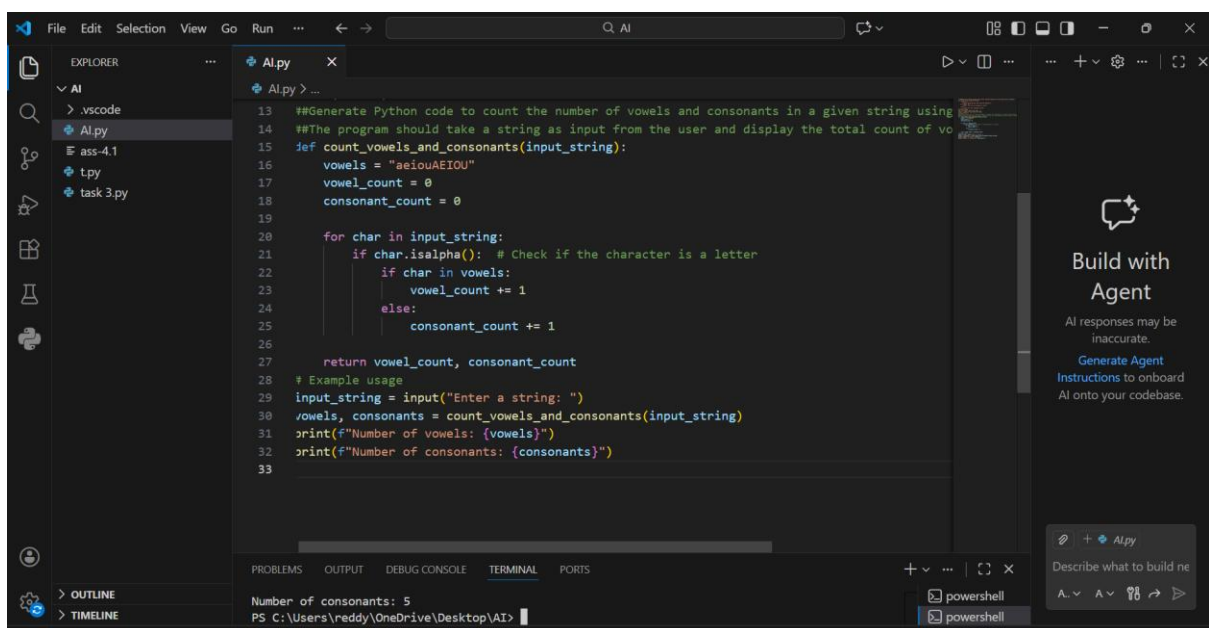 File Edit Selection View Go Run ··· AI
EXPLORER ···
AI
.vscode
AI.py
ass-4.1
t.py
task 3.py
OUTLINE
TIMELINE
AI.py
AI.py > ...
13 ##Generate Python code to count the number of vowels and consonants in a given string using
14 ##The program should take a string as input from the user and display the total count of vo
15 def count_vowels_and_consonants(input_string):
16 vowels = "aeiouAEIOU"
17 vowel_count = 0
18 consonant_count = 0
19
20 for char in input_string:
21 if char.isalpha(): # Check if the character is a letter
22 if char in vowels:
23 vowel_count += 1
24 else:
25 consonant_count += 1
26
27 return vowel_count, consonant_count
28 # Example usage
29 input_string = input("Enter a string: ")
30 vowels, consonants = count_vowels_and_consonants(input_string)
31 print(f"Number of vowels: {vowels}")
32 print(f"Number of consonants: {consonants}")
33
PROBLEMS OUTPUT DEBUG CONSOLE TERMINAL PORTS
Number of consonants: 5
PS C:\Users\reddy\OneDrive\Desktop\AI>
powershell
powershell
Build with
Agent
AI responses may be
inaccurate.
Generate Agent
Instructions to onboard
AI onto your codebase.
AI.py
Describe what to build ne
A.. A